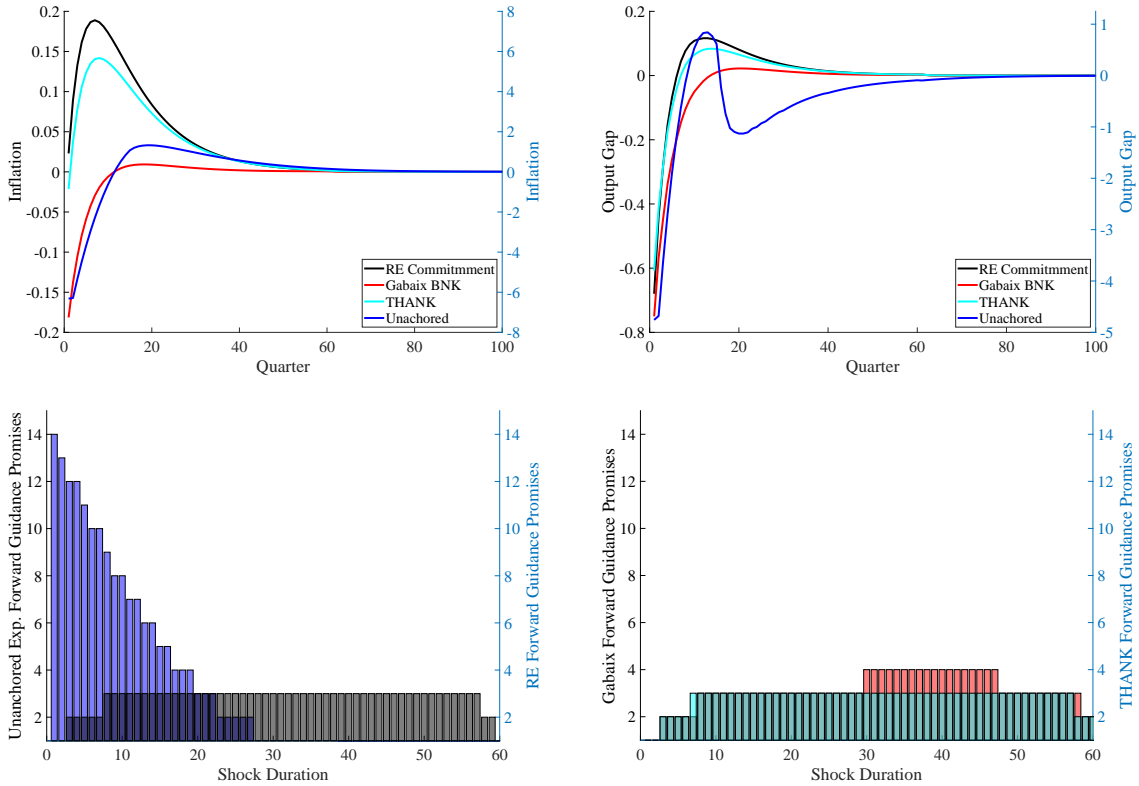 0.2
0.15
0.1
0.05
0
-0.05
-0.1
-0.15
-0.2
Inflation
8
6
4
2
0
-2
-4
-6
-8
Inflation
0 20 40 60 80 100
Quarter
RE Commitmment
Gabaix BNK
THANK
Unachored
0.2
0
-0.2
-0.4
-0.6
-0.8
Output Gap
1
0
-1
-2
-3
-4
-5
Output Gap
0 20 40 60 80 100
Quarter
RE Commitmment
Gabaix BNK
THANK
Unachored
14
12
10
8
6
4
2
Unanchored Exp. Forward Guidance Promises
14
12
10
8
6
4
2
RE Forward Guidance Promises
0 10 20 30 40 50 60
Shock Duration
14
12
10
8
6
4
2
Gabaix Forward Guidance Promises
14
12
10
8
6
4
2
THANK Forward Guidance Promises
0 10 20 30 40 50 60
Shock Duration